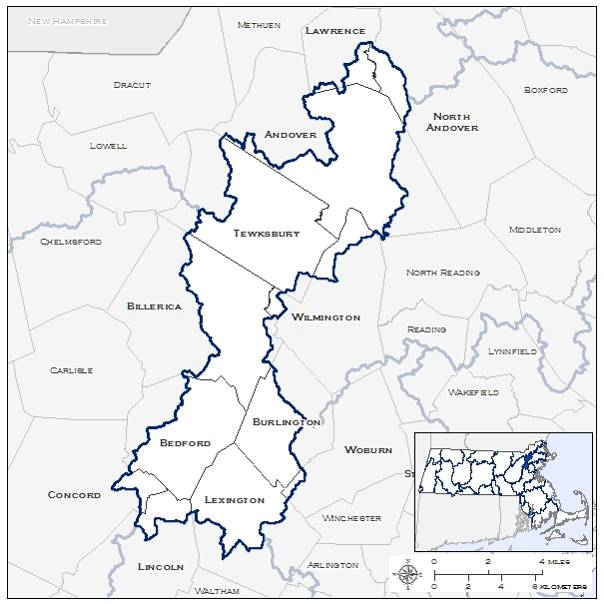 New Hampshire
Methuen
Lawrence
Dracut
Boxford
North
Andover
Andover
Lowell
Middleton
Tewksbury
Chelmsford
North Reading
Billerica
Wilmington
Reading
Lynnfield
Carlisle
Wakefield
Burlington
Bedford
Woburn
Concord
Lexington
Winchester
Lincoln
Arlington
Waltham
0 2 4 Miles
0 2 4 6 Kilometers